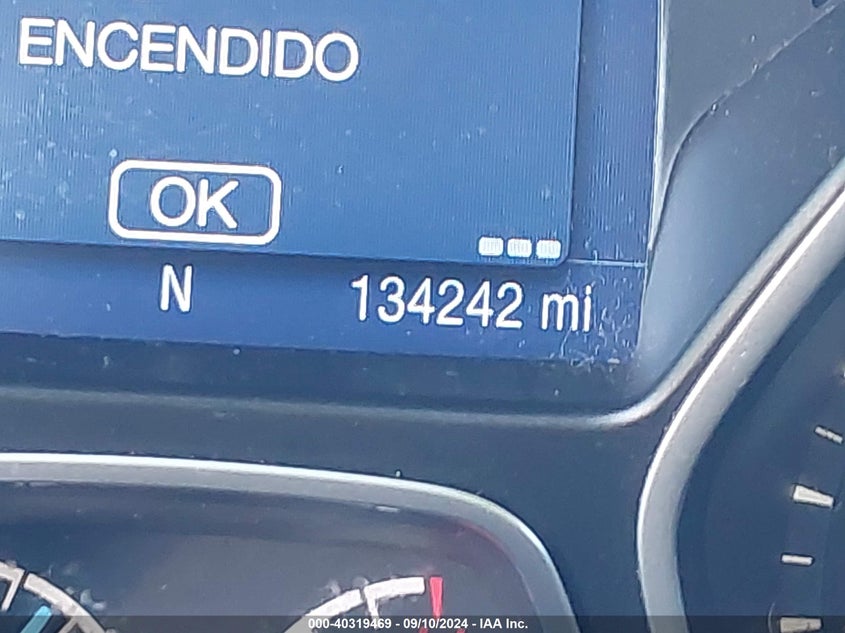 ENCENDIDO
OK
N 134242 mi
000-40319469 - 09/10/2024 - IAA Inc.